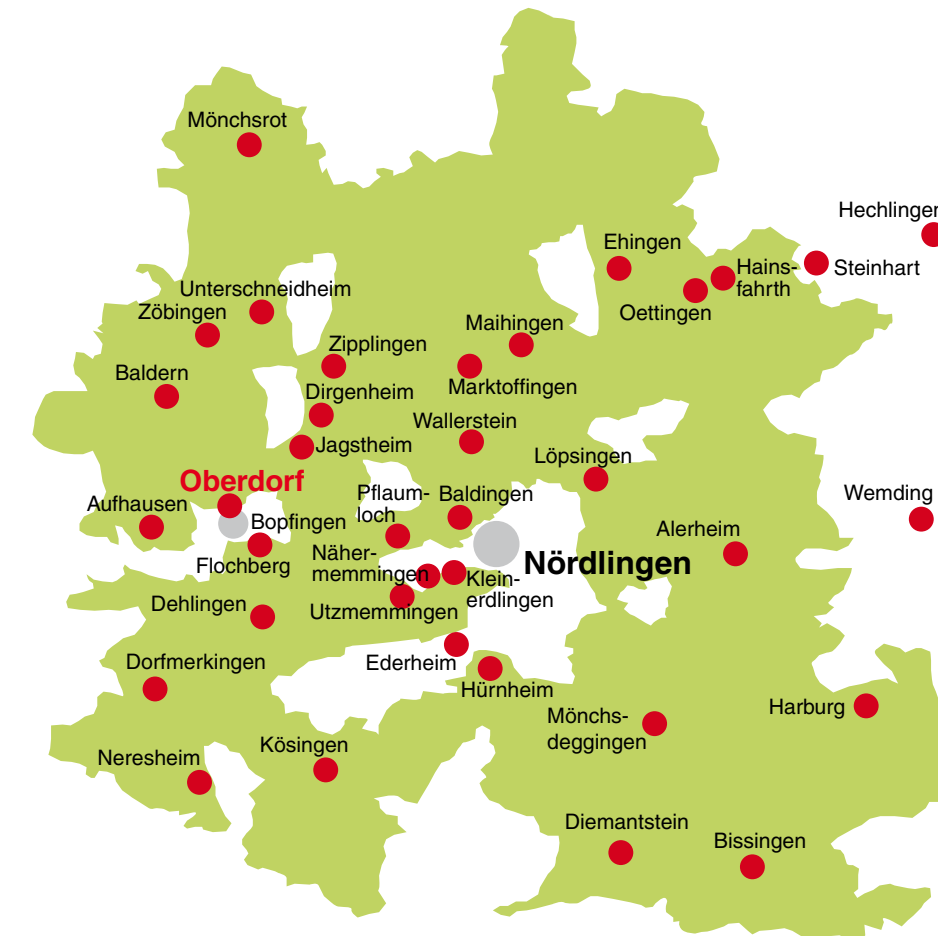 Mönchsrot
Hechlingen
Ehingen
Hains-
fahrth
Steinhart
Unterschneidheim
Zöbingen
Oettingen
Maihingen
Zipplingen
Baldern
Marktoffingen
Dirgenheim
Wallerstein
Jagstheim
Löpsingen
Oberdorf
Pflaum-
loch
Baldingen
Wemding
Aufhausen
Bopfingen
Alerheim
Näher-
memmingen
Flochberg
Nördlingen
Klein-
erdlingen
Dehlingen
Utzmemmingen
Dorfmerkingen
Ederheim
Hürnheim
Harburg
Mönchs-
deggingen
Kösingen
Neresheim
Diemantstein
Bissingen